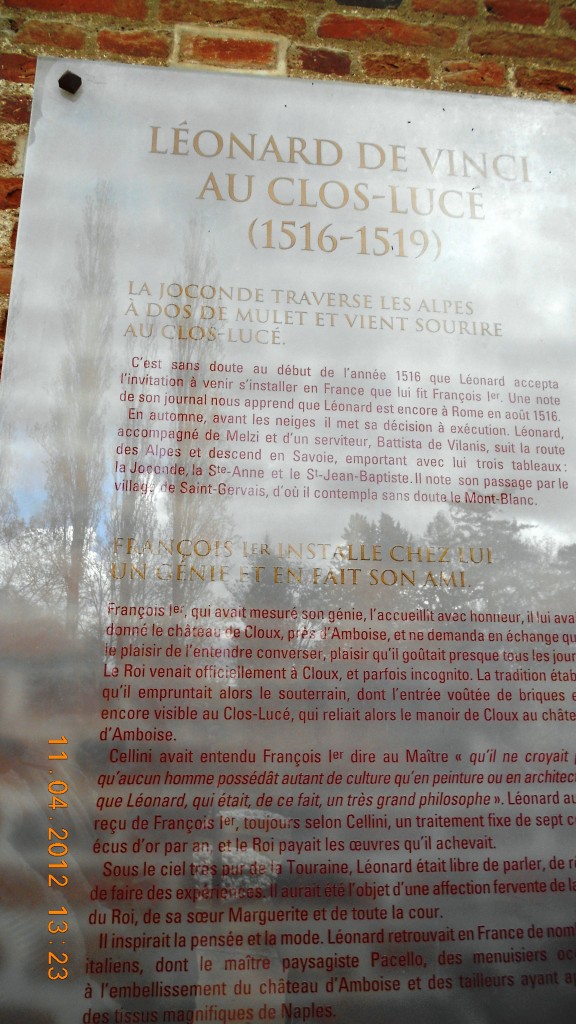 LÉONARD DE VINCI
AU CLOS-LUCÉ
(1516-1519)
LA JOCONDE TRAVERSE LES ALPES
À DOS DE MULET ET VIENT SOURIRE
AU CLOS-LUCÉ.
C'est sans doute au début de l'année 1516 que Léonard accepta
l'invitation à venir s'installer en France que lui fit François Ier. Une note
de son journal nous apprend que Léonard est encore à Rome en août 1516.
En automne, avant les neiges il met sa décision à exécution. Léonard,
accompagné de Melzi et d'un serviteur, Battista de Vilanis, suit la route
des Alpes et descend en Savoie, emportant avec lui trois tableaux :
la Joconde, la Ste-Anne et le St-Jean-Baptiste. Il note son passage par le
village de Saint-Gervais, d'où il contempla sans doute le Mont-Blanc.
FRANÇOIS IER INSTALLE CHEZ LUI
UN GÉNIE ET EN FAIT SON AMI.
François Ier, qui avait mesuré son génie, l'accueillit avec honneur, il lui ava
donné le château de Cloux, près d'Amboise, et ne demanda en échange qu
le plaisir de l'entendre converser, plaisir qu'il goûtait presque tous les jour
Le Roi venait officiellement à Cloux, et parfois incognito. La tradition étab
qu'il empruntait alors le souterrain, dont l'entrée voûtée de briques e
encore visible au Clos-Lucé, qui reliait alors le manoir de Cloux au châte
d'Amboise.
Cellini avait entendu François Ier dire au Maître « qu'il ne croyait
qu'aucun homme possédât autant de culture qu'en peinture ou en architec
que Léonard, qui était, de ce fait, un très grand philosophe ». Léonard au
reçu de François Ier, toujours selon Cellini, un traitement fixe de sept c
écus d'or par an, et le Roi payait les œuvres qu'il achevait.
Sous le ciel très pur de la Touraine, Léonard était libre de parler, de r
de faire des expériences. Il aurait été l'objet d'une affection fervente de la
du Roi, de sa sœur Marguerite et de toute la cour.
Il inspirait la pensée et la mode. Léonard retrouvait en France de nom
italiens, dont le maître paysagiste Pacello, des menuisiers oc
à l'embellissement du château d'Amboise et des tailleurs ayant a
des tissus magnifiques de Naples.
11.04.2012 13:23